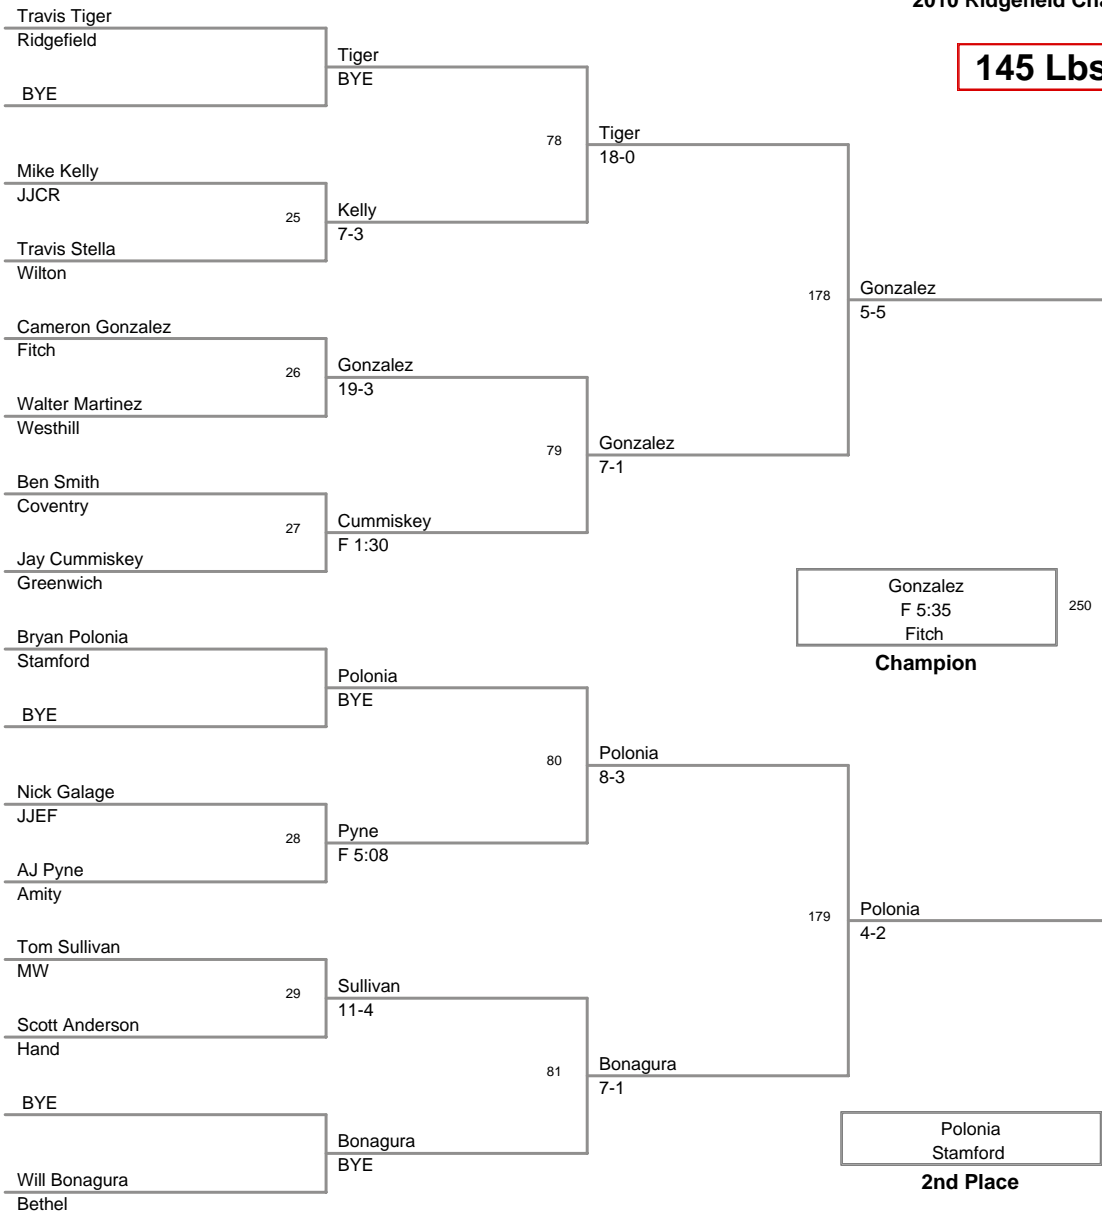 2010 Ridgefield Cha
145 Lbs
Travis Tiger
Ridgefield
BYE
Mike Kelly
JJCR
25
Travis Stella
Wilton
Cameron Gonzalez
Fitch
26
Walter Martinez
Westhill
Ben Smith
Coventry
27
Jay Cummiskey
Greenwich
Bryan Polonia
Stamford
BYE
Nick Galage
JJEF
28
AJ Pyne
Amity
Tom Sullivan
MW
29
Scott Anderson
Hand
BYE
Will Bonagura
Bethel
Tiger
BYE
78
Kelly
7-3
Gonzalez
19-3
79
Cummiskey
F 1:30
Polonia
BYE
80
Pyne
F 5:08
Sullivan
11-4
81
Bonagura
BYE
Tiger
18-0
178
Gonzalez
7-1
Polonia
8-3
179
Bonagura
7-1
Gonzalez
5-5
Polonia
4-2
Gonzalez
F 5:35
Fitch
250
Champion
Polonia
Stamford
2nd Place